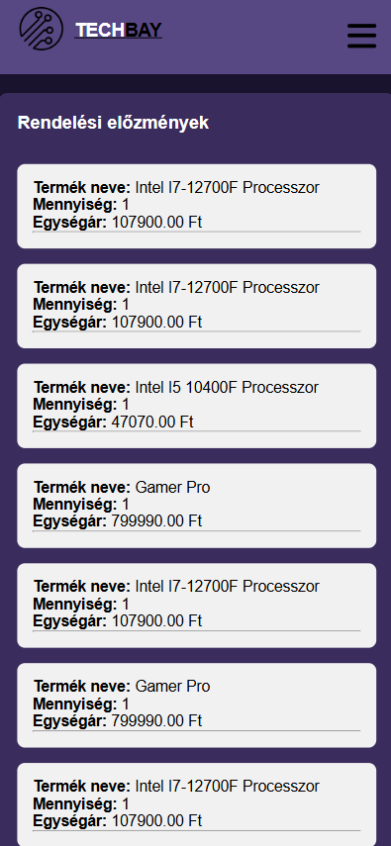 TECHBAY
Rendelési előzmények
Termék neve: Intel I7-12700F Processzor
Mennyiség: 1
Egységár: 107900.00 Ft
Termék neve: Intel I7-12700F Processzor
Mennyiség: 1
Egységár: 107900.00 Ft
Termék neve: Intel I5 10400F Processzor
Mennyiség: 1
Egységár: 47070.00 Ft
Termék neve: Gamer Pro
Mennyiség: 1
Egységár: 799990.00 Ft
Termék neve: Intel I7-12700F Processzor
Mennyiség: 1
Egységár: 107900.00 Ft
Termék neve: Gamer Pro
Mennyiség: 1
Egységár: 799990.00 Ft
Termék neve: Intel I7-12700F Processzor
Mennyiség: 1
Egységár: 107900.00 Ft